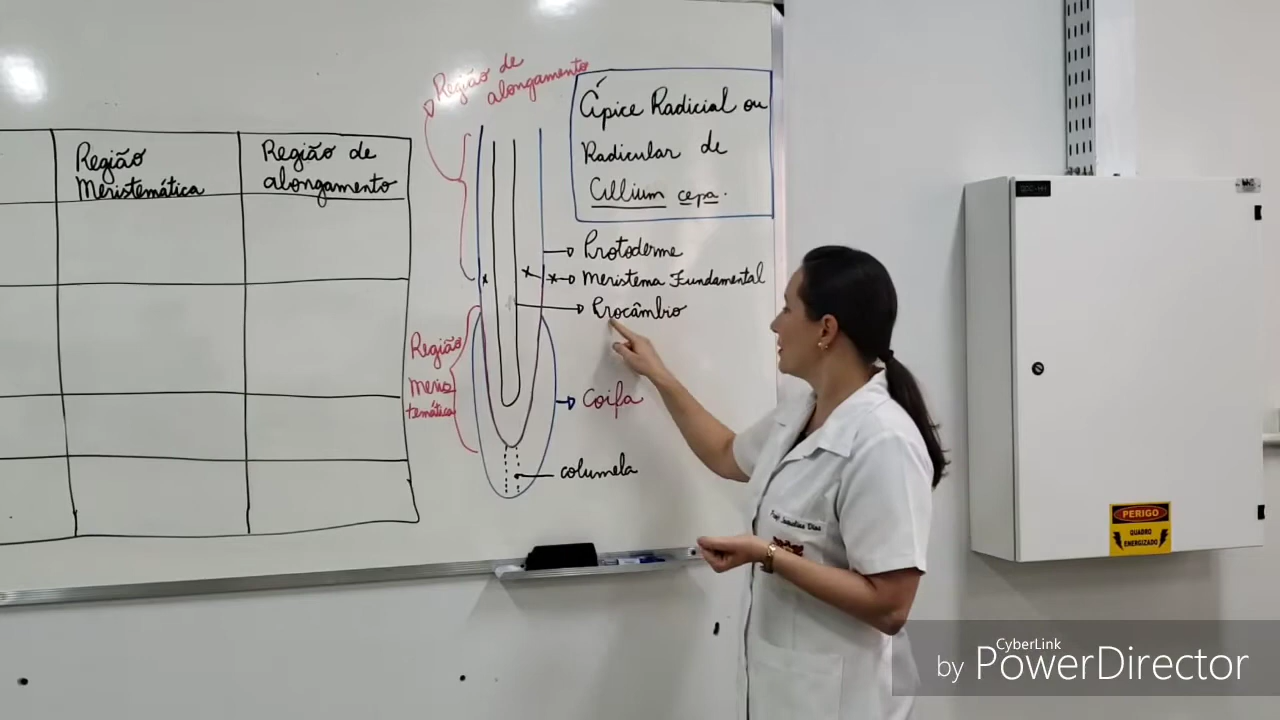 Região de
alongamento
Ápice Radicial ou
Radicular de
Allium cepa.
Região
Meristemática
Região de
alongamento
Protoderme
Meristema Fundamental
Procâmbio
Região
Meris
temática
Coifa
columela
PERIGO
QUADRO
ENERGIZADO
CyberLink
by PowerDirector